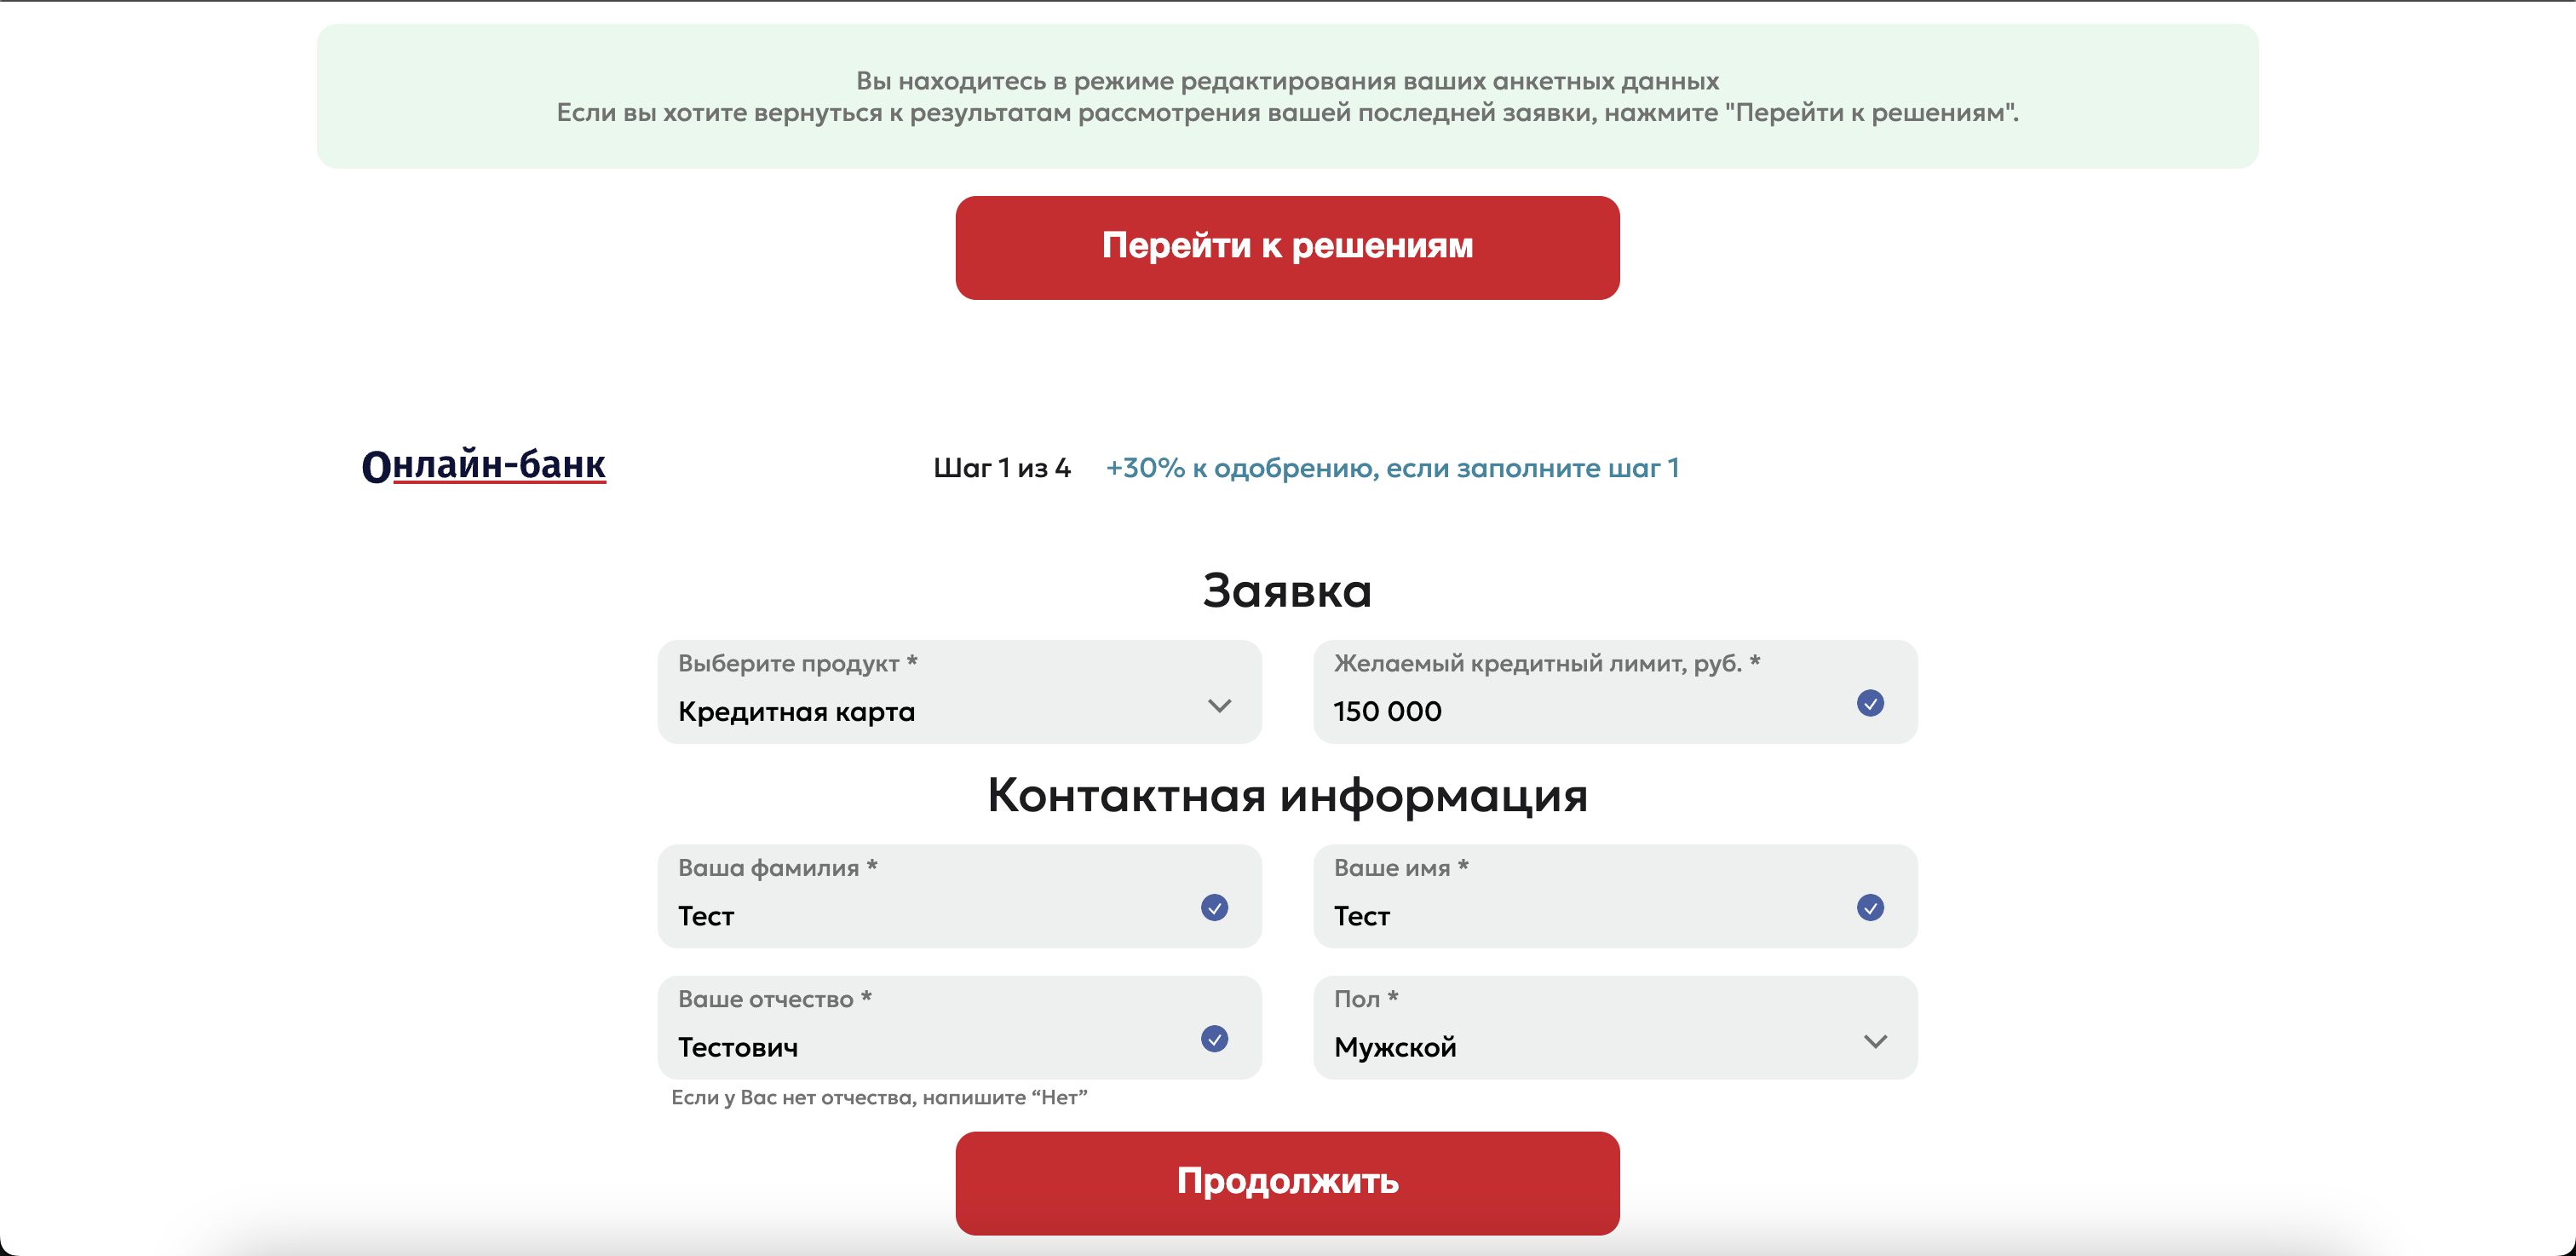 Вы находитесь в режиме редактирования ваших анкетных данных
Если вы хотите вернуться к результатам рассмотрения вашей последней заявки, нажмите "Перейти к решениям".
Перейти к решениям
Онлайн-банк
Шаг 1 из 4 +30% к одобрению, если заполните шаг 1
Заявка
Выберите продукт *
Кредитная карта
Желаемый кредитный лимит, руб. *
150 000
Контактная информация
Ваша фамилия *
Тест
Ваше имя *
Тест
Ваше отчество *
Тестович
Если у Вас нет отчества, напишите “Нет”
Пол *
Мужской
Продолжить